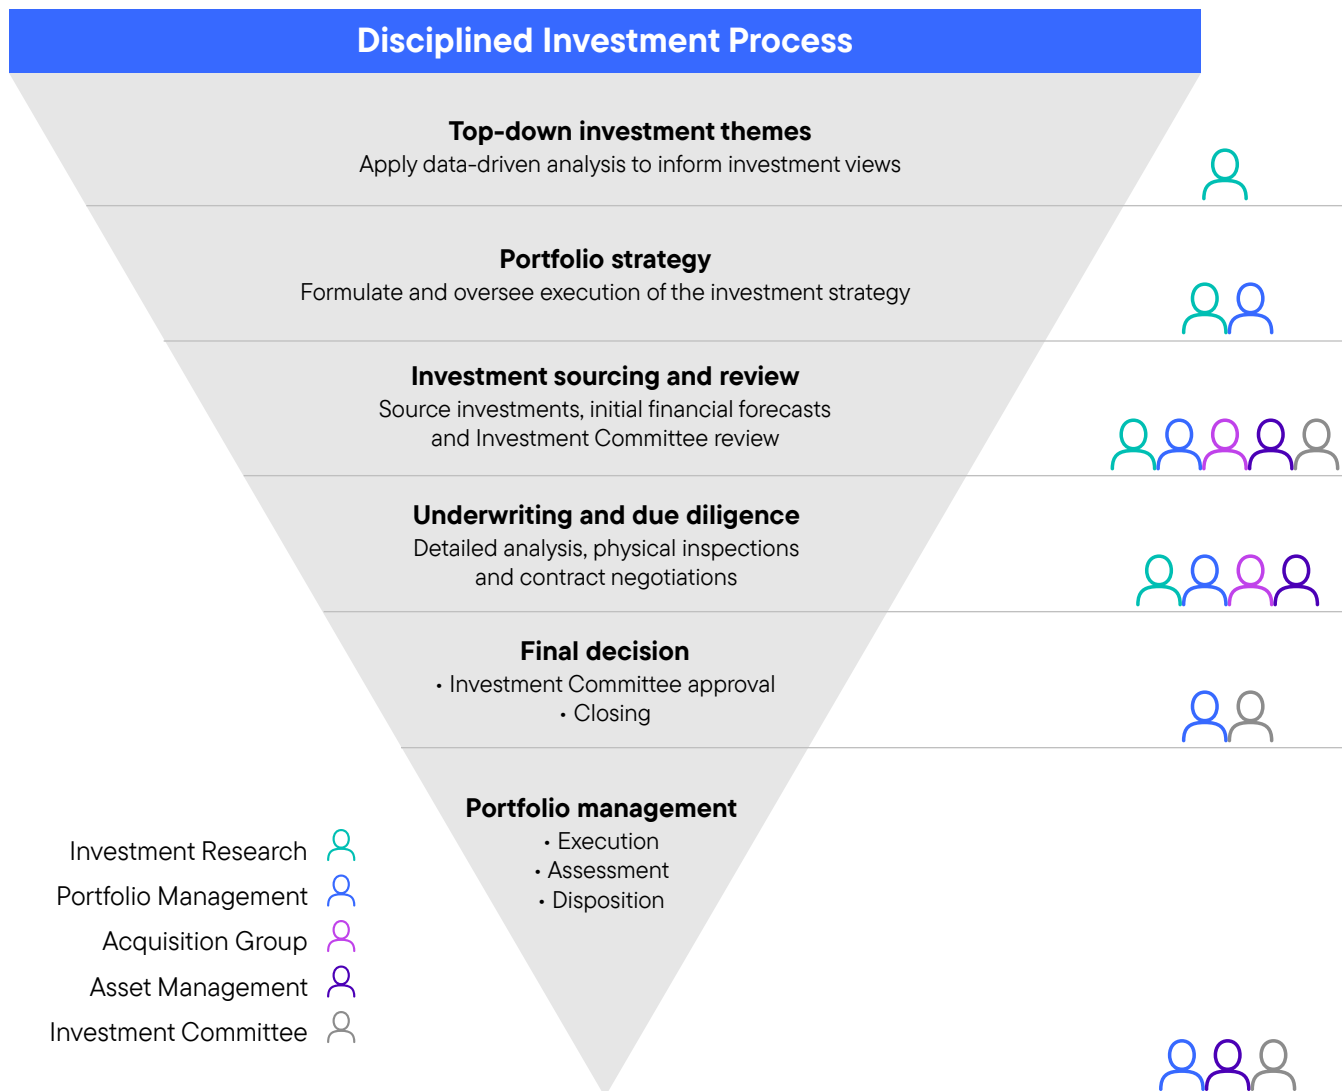 Disciplined Investment Process
Top-down investment themes
Apply data-driven analysis to inform investment views
Portfolio strategy
Formulate and oversee execution of the investment strategy
Investment sourcing and review
Source investments, initial financial forecasts
and Investment Committee review
Underwriting and due diligence
Detailed analysis, physical inspections
and contract negotiations
Final decision
• Investment Committee approval
• Closing
Portfolio management
• Execution
• Assessment
• Disposition
Investment Research
Portfolio Management
Acquisition Group
Asset Management
Investment Committee